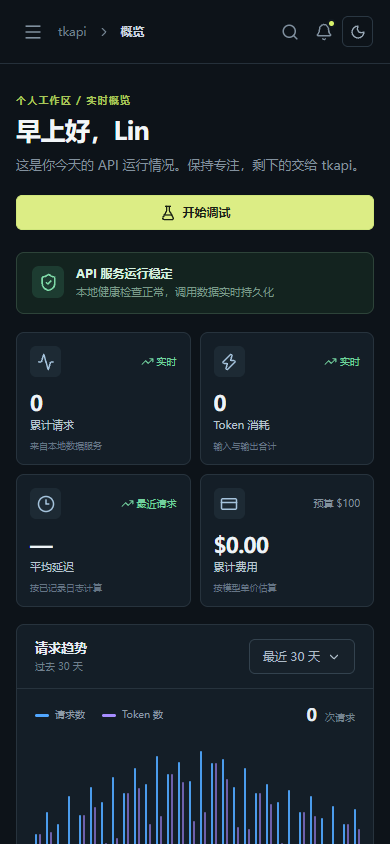 tkapi > 概览
个人工作区 / 实时概览
早上好，Lin
这是你今天的 API 运行情况。保持专注，剩下的交给 tkapi。
开始调试
API 服务运行稳定
本地健康检查正常，调用数据实时持久化
实时
0
累计请求
来自本地数据服务
实时
0
Token 消耗
输入与输出合计
最近请求
—
平均延迟
按已记录日志计算
预算 $100
$0.00
累计费用
按模型单价估算
请求趋势
过去 30 天
最近 30 天
请求数
Token 数
0 次请求